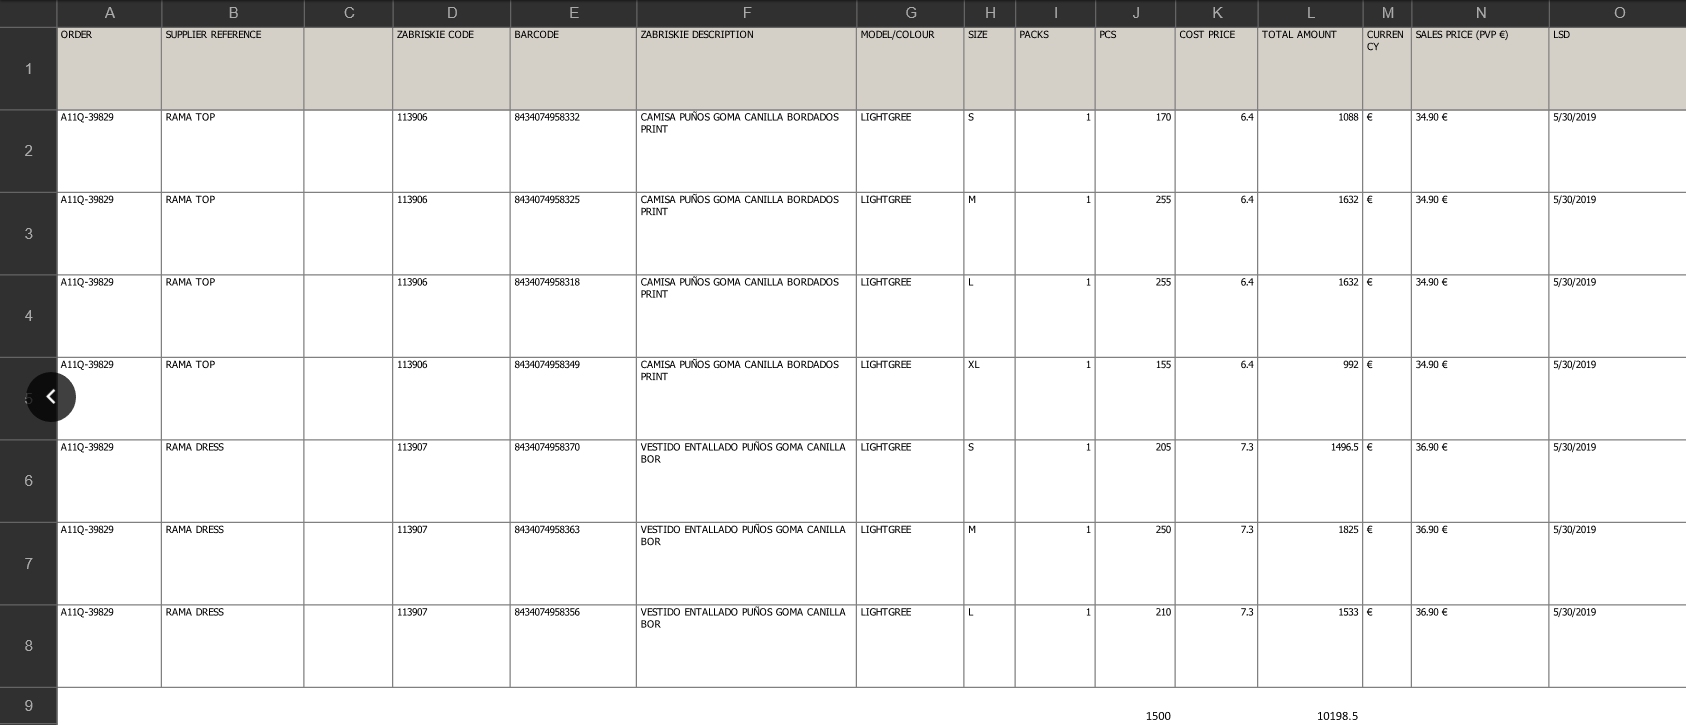 A B C D E F G H I J K L M N O
1 ORDER SUPPLIER REFERENCE ZABRISKIE CODE BARCODE ZABRISKIE DESCRIPTION MODEL/COLOUR SIZE PACKS PCS COST PRICE TOTAL AMOUNT CURREN SALES PRICE (PVP €) LSD
CY
2 A11Q-39829 RAMA TOP 113906 8434074958332 CAMISA PUÑOS GOMA CANILLA BORDADOS LIGHTGREE S 1 170 6.4 1088 € 34.90 € 5/30/2019
PRINT
3 A11Q-39829 RAMA TOP 113906 8434074958325 CAMISA PUÑOS GOMA CANILLA BORDADOS LIGHTGREE M 1 255 6.4 1632 € 34.90 € 5/30/2019
PRINT
4 A11Q-39829 RAMA TOP 113906 8434074958318 CAMISA PUÑOS GOMA CANILLA BORDADOS LIGHTGREE L 1 255 6.4 1632 € 34.90 € 5/30/2019
PRINT
5 A11Q-39829 RAMA TOP 113906 8434074958349 CAMISA PUÑOS GOMA CANILLA BORDADOS LIGHTGREE XL 1 155 6.4 992 € 34.90 € 5/30/2019
PRINT
6 A11Q-39829 RAMA DRESS 113907 8434074958370 VESTIDO ENTALLADO PUÑOS GOMA CANILLA LIGHTGREE S 1 205 7.3 1496.5 € 36.90 € 5/30/2019
BOR
7 A11Q-39829 RAMA DRESS 113907 8434074958363 VESTIDO ENTALLADO PUÑOS GOMA CANILLA LIGHTGREE M 1 250 7.3 1825 € 36.90 € 5/30/2019
BOR
8 A11Q-39829 RAMA DRESS 113907 8434074958356 VESTIDO ENTALLADO PUÑOS GOMA CANILLA LIGHTGREE L 1 210 7.3 1533 € 36.90 € 5/30/2019
BOR
9 1500 10198.5